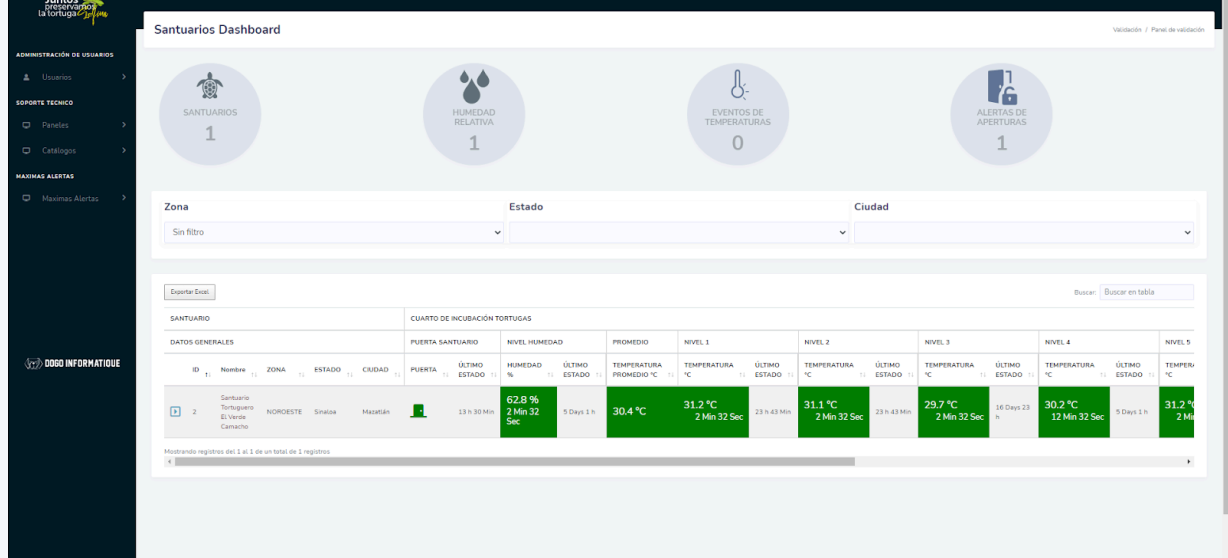 Juntos
preservamos
la tortuga Golfina
ADMINISTRACIÓN DE USUARIOS
Usuarios
SOPORTE TECNICO
Paneles
Catálogos
MAXIMAS ALERTAS
Maximas Alertas
DOGO INFORMATIQUE
Santuarios Dashboard
Validación / Panel de validación
SANTUARIOS
1
HUMEDAD
RELATIVA
1
EVENTOS DE
TEMPERATURAS
0
ALERTAS DE
APERTURAS
1
Zona Estado Ciudad
Sin filtro
Exportar Excel
Buscar: Buscar en tabla
SANTUARIO CUARTO DE INCUBACIÓN TORTUGAS
DATOS GENERALES PUERTA SANTUARIO NIVEL HUMEDAD PROMEDIO NIVEL 1 NIVEL 2 NIVEL 3 NIVEL 4 NIVEL 5
ID Nombre ZONA ESTADO CIUDAD PUERTA ÚLTIMO ESTADO HUMEDAD % ÚLTIMO ESTADO TEMPERATURA PROMEDIO °C TEMPERATURA °C ÚLTIMO ESTADO TEMPERATURA °C ÚLTIMO ESTADO TEMPERATURA °C ÚLTIMO ESTADO TEMPERATURA °C ÚLTIMO ESTADO TEMPERA °C
2 Santuario Tortuguero El Verde Camacho NOROESTE Sinaloa Mazatlán 13 h 30 Min 62.8 % 2 Min 32 Sec 5 Days 1 h 30.4 °C 31.2 °C 2 Min 32 Sec 23 h 43 Min 31.1 °C 2 Min 32 Sec 23 h 43 Min 29.7 °C 2 Min 32 Sec 16 Days 23 h 30.2 °C 12 Min 32 Sec 5 Days 1 h 31.2 °C 2 Mi
Mostrando registros del 1 al 1 de un total de 1 registros